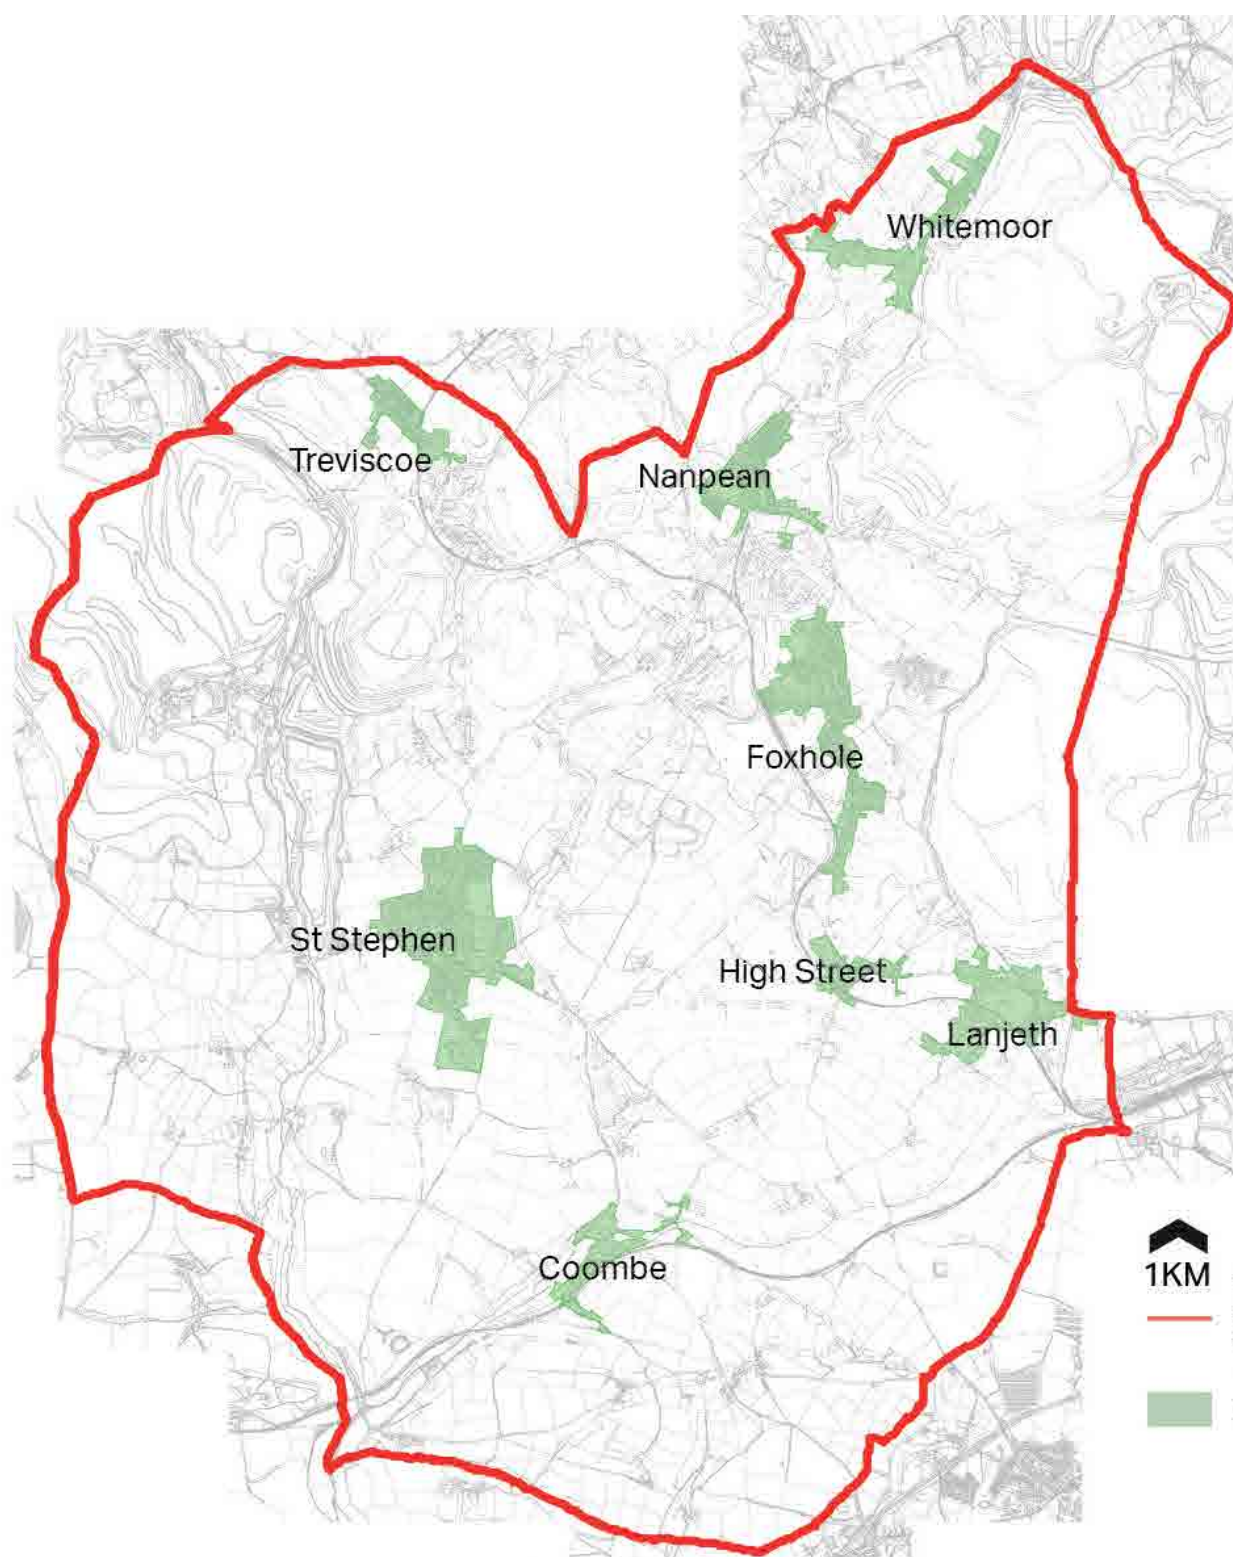 Whitemoor
Treviscoe
Nanpean
Foxhole
St Stephen
High Street
Lanjeth
Coombe
1KM